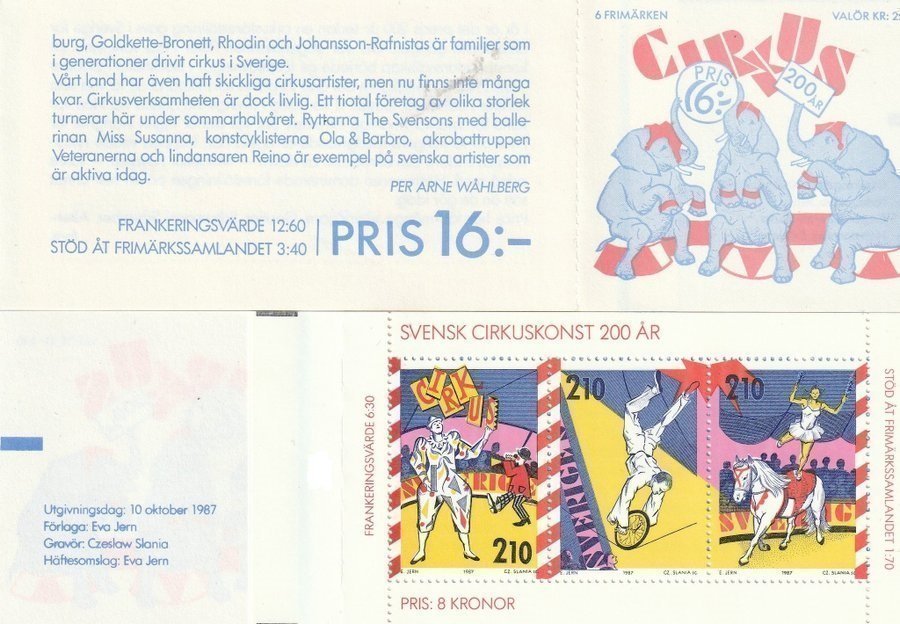 burg, Goldkette-Bronett, Rhodin och Johansson-Rafnistas är familjer som
i generationer drivit cirkus i Sverige.
Vårt land har även haft skickliga cirkusartister, men nu finns inte många
kvar. Cirkusverksamheten är dock livlig. Ett tiotal företag av olika storlek
turnerar här under sommarhalvåret. Ryttarna The Svensons med balle-
rinan Miss Susanna, konstcyklisterna Ola & Barbro, akrobattruppen
Veteranerna och lindansaren Reino är exempel på svenska artister som
är aktiva idag.
PER ARNE WÅHLBERG
FRANKERINGSVÄRDE 12:60
STÖD ÅT FRIMÄRKSSAMLANDET 3:40
PRIS 16:-
6 FRIMÄRKEN
VALÖR KR:
CIRKUS
PRIS
16:-
200 ÅR
Utgivningsdag: 10 oktober 1987
Förlaga: Eva Jern
Gravör: Czeslaw Slania
Häftesomslag: Eva Jern
SVENSK CIRKUSKONST 200 ÅR
FRANKERINGSVÄRDE 6:30
CIRKUS
SVERIGE
210
E. JERN
1987
CZ. SLANIA SC.
210
SVERIGE
E. JERN
1987
CZ. SLANIA SC.
210
SVERIG
E. JERN
1987
CZ. SLANIA SC.
STÖD ÅT FRIMÄRKSSAMLANDET 1:70
PRIS: 8 KRONOR